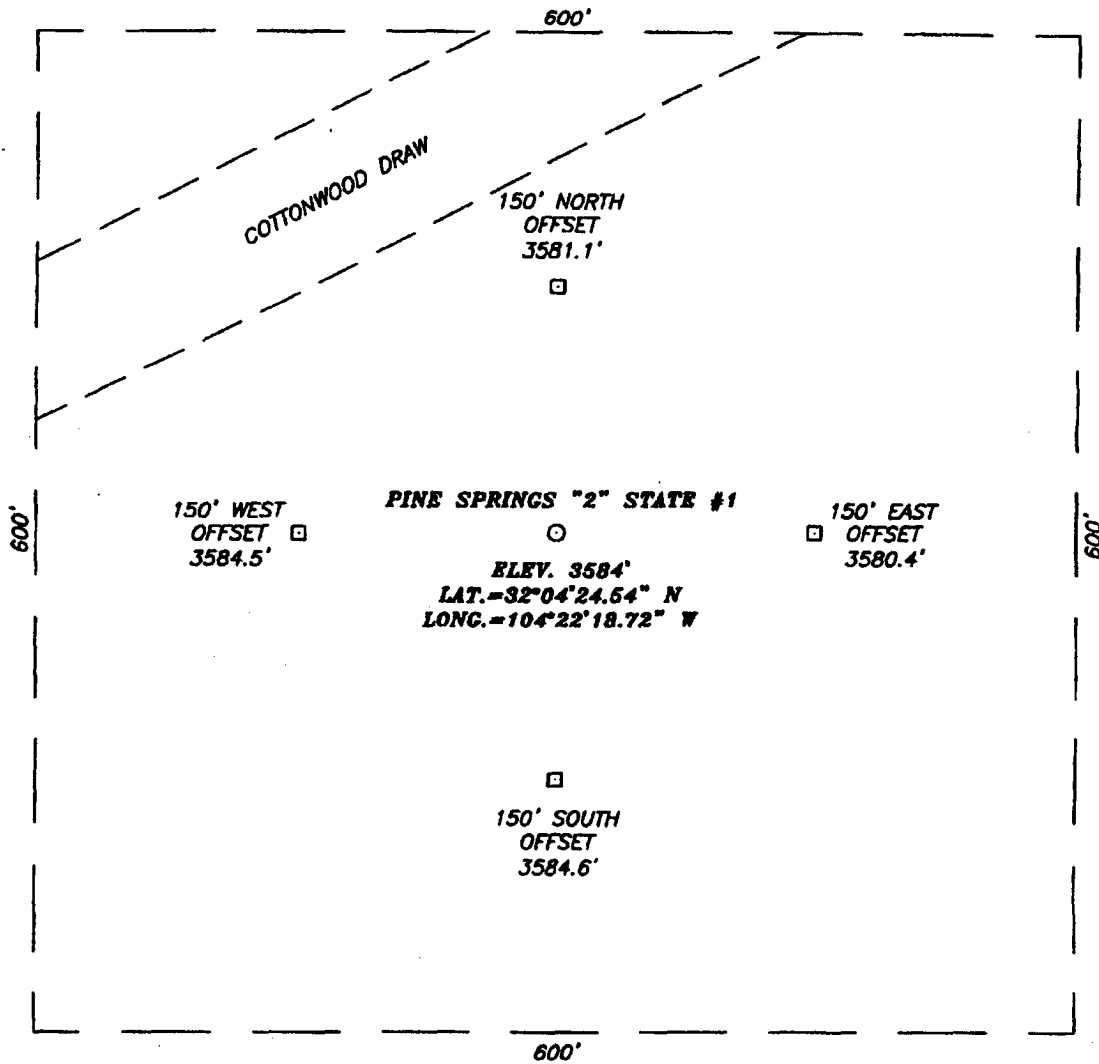 600'
COTTONWOOD DRAW
150' NORTH
OFFSET
3581.1'
600'
150' WEST
OFFSET
3584.5'
PINE SPRINGS "2" STATE #1
ELEV. 3584'
LAT.=32°04'24.54" N
LONG.=104°22'18.72" W
150' EAST
OFFSET
3580.4'
600'
150' SOUTH
OFFSET
3584.6'
600'